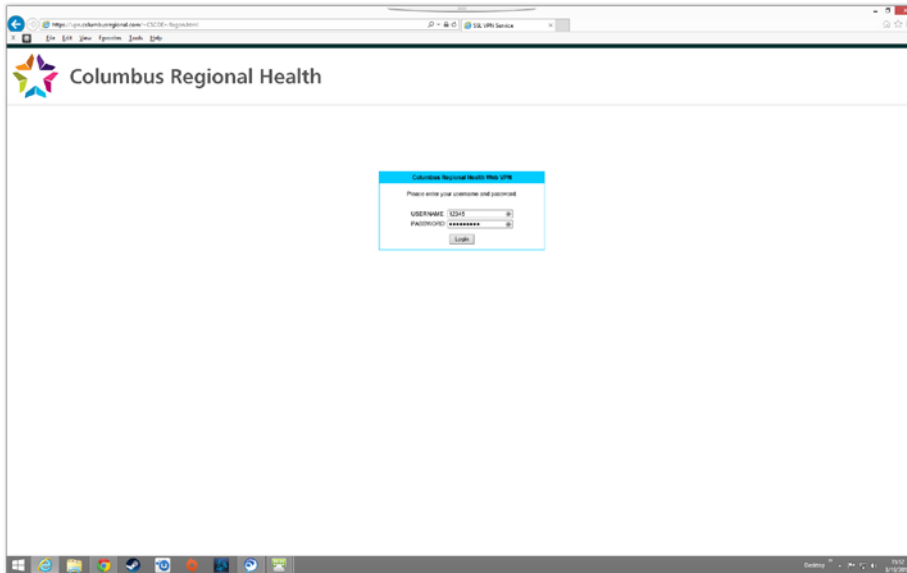 SSL VPN Service
File Edit View Favorites Tools Help
Columbus Regional Health
Columbus Regional Health Web VPN
Please enter your username and password.
USERNAME: 12345
PASSWORD:
Login
Desktop